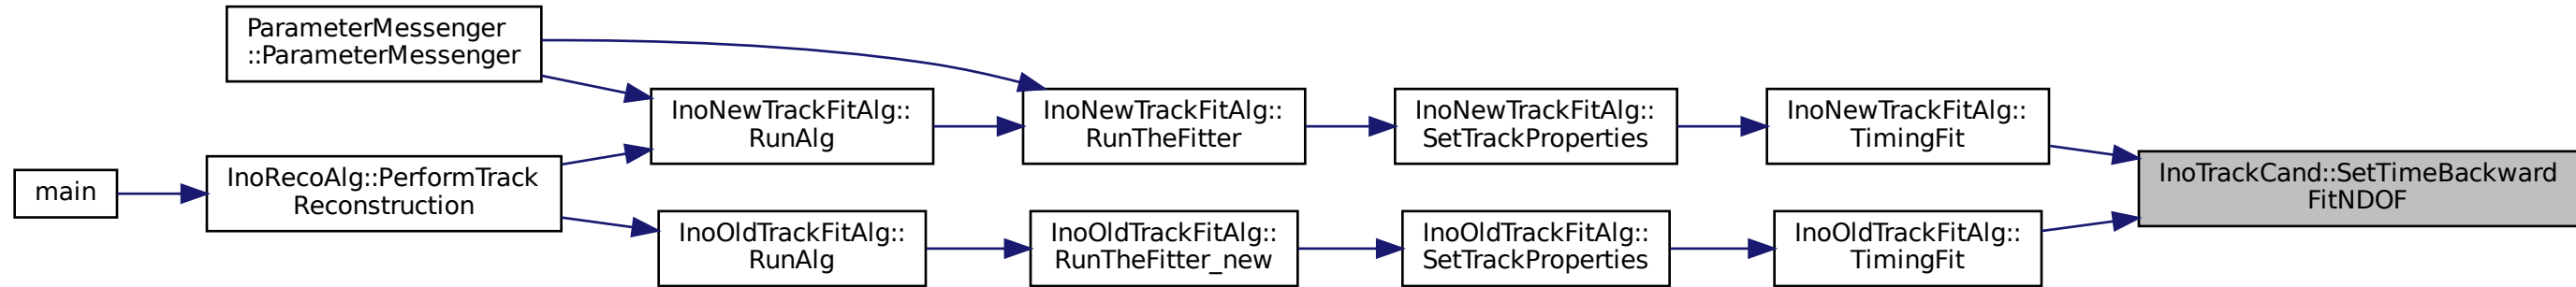 ParameterMessenger
::ParameterMessenger
InoNewTrackFitAlg::
RunAlg
InoNewTrackFitAlg::
RunTheFitter
InoNewTrackFitAlg::
SetTrackProperties
InoNewTrackFitAlg::
TimingFit
main
InoRecoAlg::PerformTrack
Reconstruction
InoTrackCand::SetTimeBackward
FitNDOF
InoOldTrackFitAlg::
RunAlg
InoOldTrackFitAlg::
RunTheFitter_new
InoOldTrackFitAlg::
SetTrackProperties
InoOldTrackFitAlg::
TimingFit